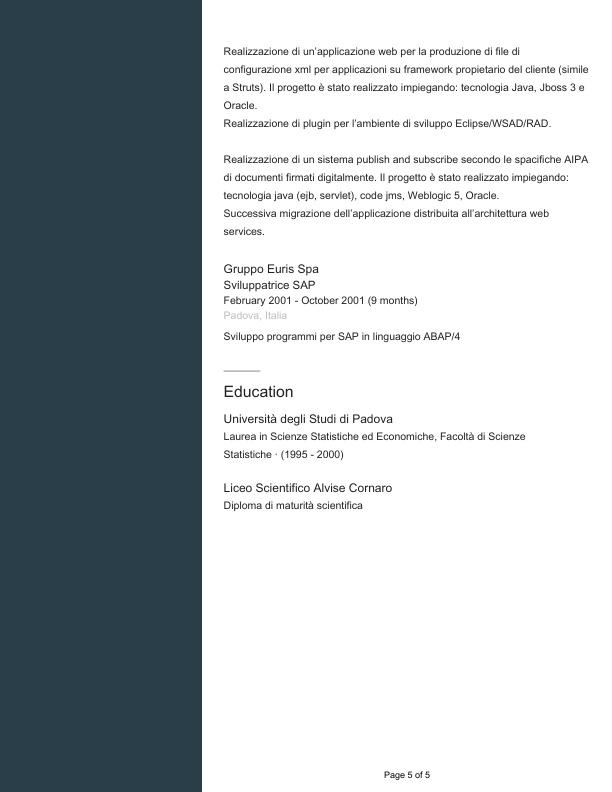 Realizzazione di un'applicazione web per la produzione di file di
configurazione xml per applicazioni su framework propietario del cliente (simile
a Struts). Il progetto è stato realizzato impiegando: tecnologia Java, Jboss 3 e
Oracle.
Realizzazione di plugin per l'ambiente di sviluppo Eclipse/WSAD/RAD.
Realizzazione di un sistema publish and subscribe secondo le spacifiche AIPA
di documenti firmati digitalmente. Il progetto è stato realizzato impiegando:
tecnologia java (ejb, servlet), code jms, Weblogic 5, Oracle.
Successiva migrazione dell'applicazione distribuita all'architettura web
services.
Gruppo Euris Spa
Sviluppatrice SAP
February 2001 - October 2001 (9 months)
Padova, Italia
Sviluppo programmi per SAP in linguaggio ABAP/4
Education
Università degli Studi di Padova
Laurea in Scienze Statistiche ed Economiche, Facoltà di Scienze
Statistiche · (1995 - 2000)
Liceo Scientifico Alvise Cornaro
Diploma di maturità scientifica
Page 5 of 5